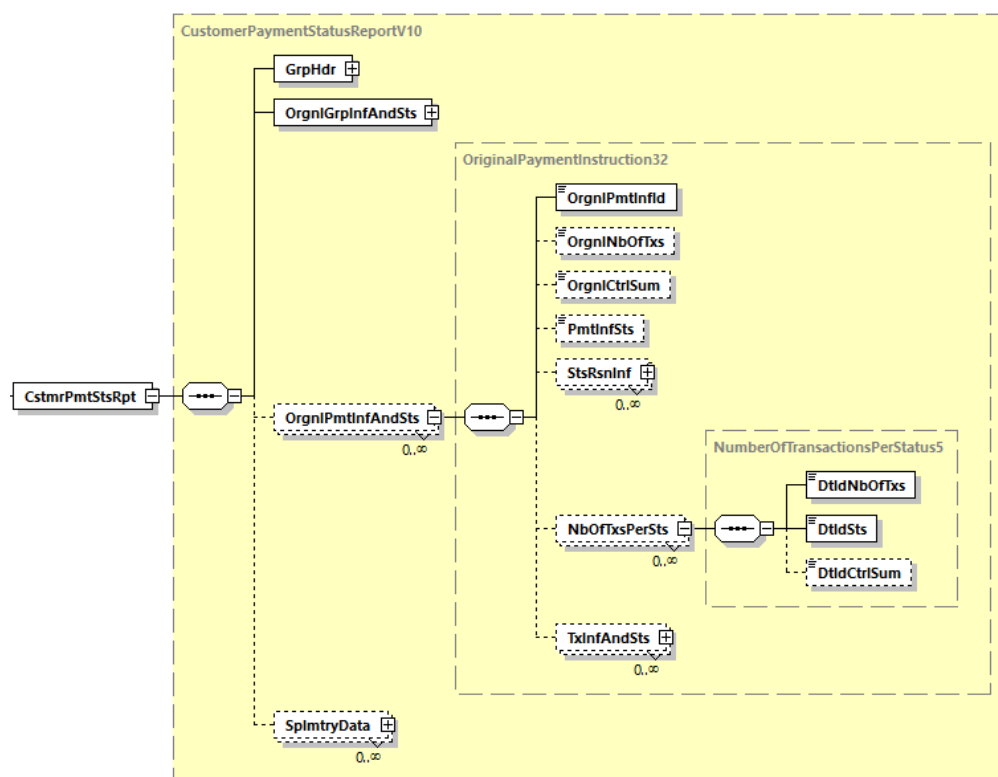 CustomerPaymentStatusReportV10
GrpHdr
OrgnlGrpInfAndSts
OriginalPaymentInstruction32
OrgnlPmtInfId
OrgnlNbOfTxs
OrgnlCtrlSum
PmtInfSts
StsRsnInf
0..∞
CstmrPmtStsRpt
OrgnlPmtInfAndSts
0..∞
NumberOfTransactionsPerStatus5
DtldNbOfTxs
NbOfTxsPerSts
0..∞
DtldSts
DtldCtrlSum
TxInfAndSts
0..∞
SplmtryData
0..∞